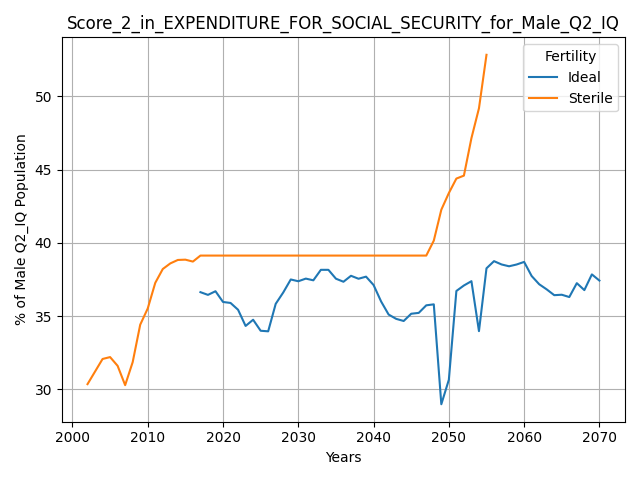 Score_2_in_EXPENDITURE_FOR_SOCIAL_SECURITY_for_Male_Q2_IQ
Fertility
Ideal
Sterile
% of Male Q2_IQ Population
50
45
40
35
30
2000 2010 2020 2030 2040 2050 2060 2070
Years